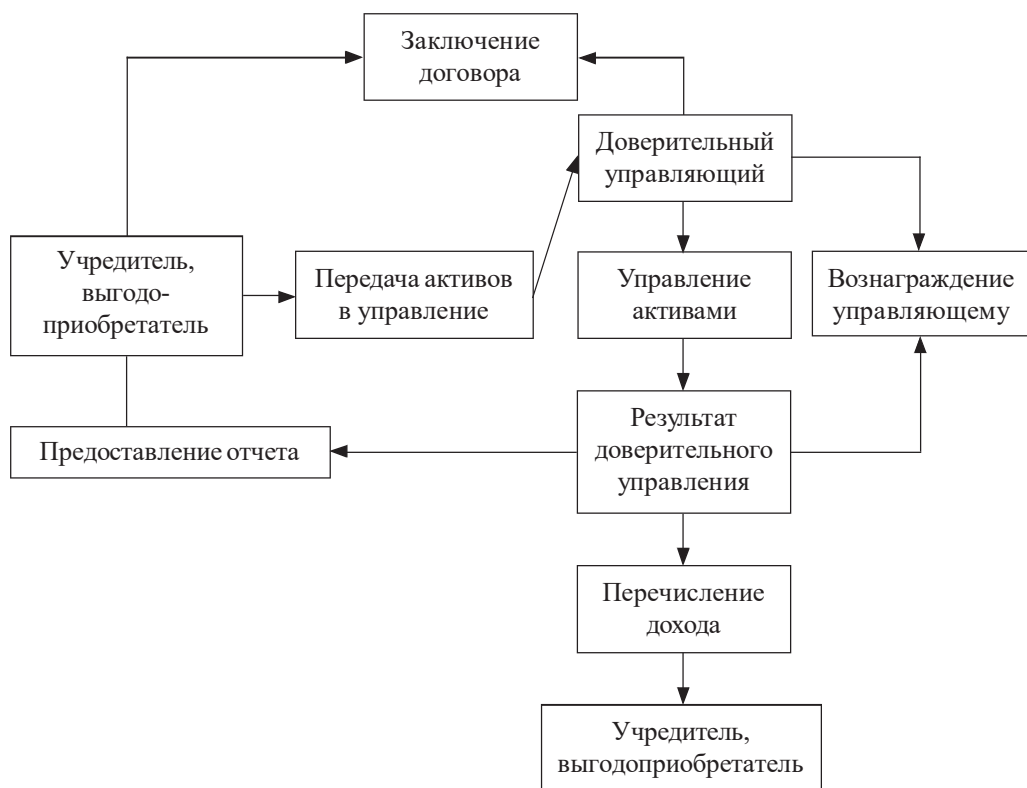 Заключение
договора
Доверительный
управляющий
Учредитель,
выгодо-
приобретатель
Передача активов
в управление
Управление
активами
Вознаграждение
управляющему
Предоставление отчета
Результат
доверительного
управления
Перечисление
дохода
Учредитель,
выгодоприобретатель